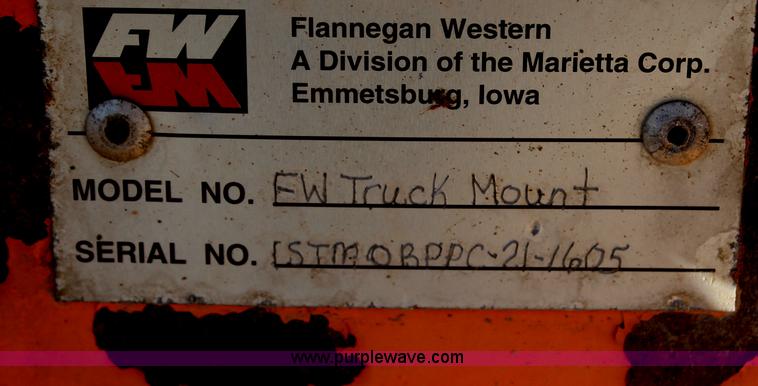 FW
Flannegan Western
A Division of the Marietta Corp.
Emmetsburg, Iowa
MODEL NO. FW Truck Mount
SERIAL NO.
www.purplewave.com